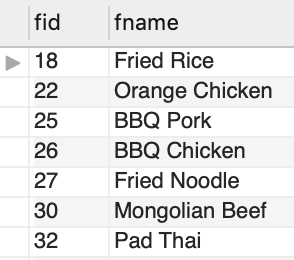 fid fname
18 Fried Rice
22 Orange Chicken
25 BBQ Pork
26 BBQ Chicken
27 Fried Noodle
30 Mongolian Beef
32 Pad Thai